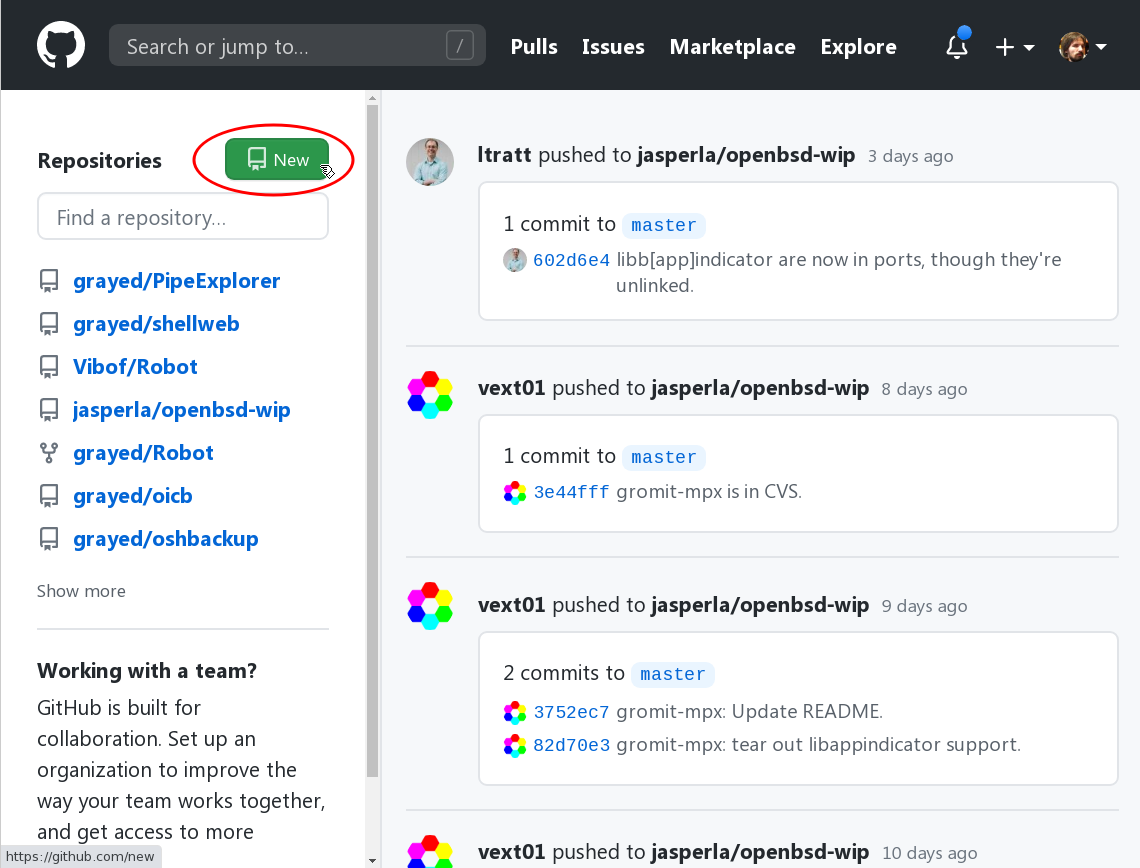 Search or jump to…
/
Pulls
Issues
Marketplace
Explore
Repositories
New
Find a repository…
grayed/PipeExplorer
grayed/shellweb
Vibof/Robot
jasperla/openbsd-wip
grayed/Robot
grayed/oicb
grayed/oshbackup
Show more
Working with a team?
GitHub is built for
collaboration. Set up an
organization to improve the
way your team works together,
and get access to more
https://github.com/new
ltratt pushed to jasperla/openbsd-wip 3 days ago
1 commit to master
602d6e4 libb[app]indicator are now in ports, though they're
unlinked.
vext01 pushed to jasperla/openbsd-wip 8 days ago
1 commit to master
3e44fff gromit-mpx is in CVS.
vext01 pushed to jasperla/openbsd-wip 9 days ago
2 commits to master
3752ec7 gromit-mpx: Update README.
82d70e3 gromit-mpx: tear out libappindicator support.
vext01 pushed to jasperla/openbsd-wip 10 days ago